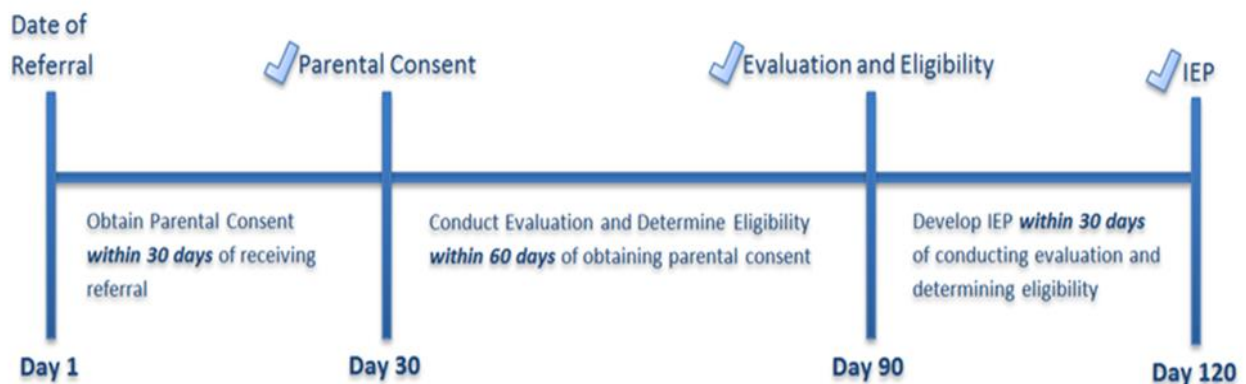 Date of
Referral
Parental Consent
Evaluation and Eligibility
IEP
Obtain Parental Consent
within 30 days of receiving
referral
Conduct Evaluation and Determine Eligibility
within 60 days of obtaining parental consent
Develop IEP within 30 days
of conducting evaluation and
determining eligibility
Day 1
Day 30
Day 90
Day 120